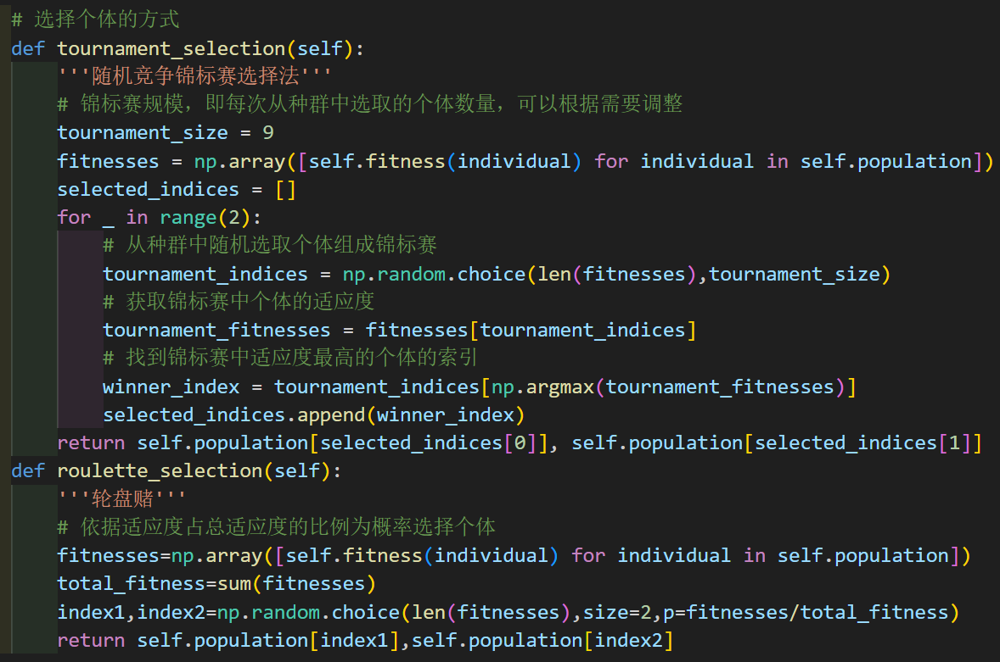 # 选择个体的方式
def tournament_selection(self):
    '''随机竞争锦标赛选择法'''
    # 锦标赛规模，即每次从种群中选取的个体数量，可以根据需要调整
    tournament_size = 9
    fitnesses = np.array([self.fitness(individual) for individual in self.population])
    selected_indices = []
    for _ in range(2):
        # 从种群中随机选取个体组成锦标赛
        tournament_indices = np.random.choice(len(fitnesses),tournament_size)
        # 获取锦标赛中个体的适应度
        tournament_fitnesses = fitnesses[tournament_indices]
        # 找到锦标赛中适应度最高的个体的索引
        winner_index = tournament_indices[np.argmax(tournament_fitnesses)]
        selected_indices.append(winner_index)
    return self.population[selected_indices[0]], self.population[selected_indices[1]]
def roulette_selection(self):
    '''轮盘赌'''
    # 依据适应度占总适应度的比例为概率选择个体
    fitnesses=np.array([self.fitness(individual) for individual in self.population])
    total_fitness=sum(fitnesses)
    index1,index2=np.random.choice(len(fitnesses),size=2,p=fitnesses/total_fitness)
    return self.population[index1],self.population[index2]